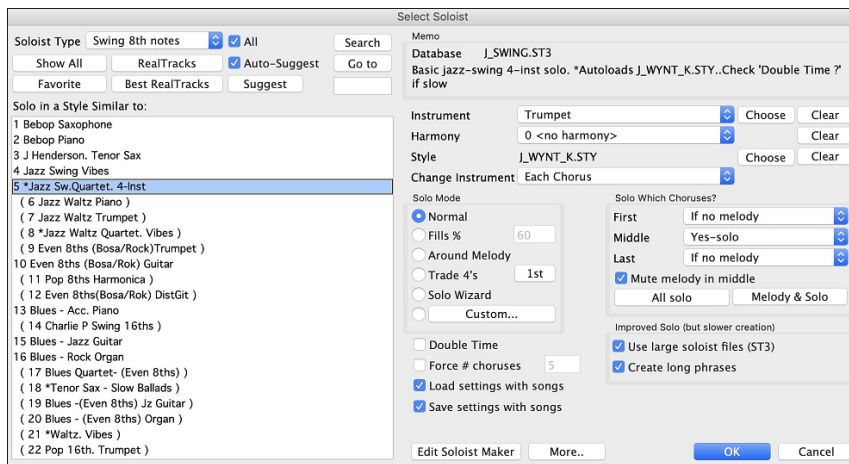 Select Soloist
Soloist Type Swing 8th notes All Search
Show All RealTracks Auto-Suggest Go to
Favorite Best RealTracks Suggest
Solo in a Style Similar to:
1 Bebop Saxophone
2 Bebop Piano
3 J Henderson. Tenor Sax
4 Jazz Swing Vibes
5 *Jazz Sw.Quartet. 4-Inst
( 6 Jazz Waltz Piano )
( 7 Jazz Waltz Trumpet )
( 8 *Jazz Waltz Quartet. Vibes )
( 9 Even 8ths (Bosa/Rock)Trumpet )
10 Even 8ths (Bosa/Rok) Guitar
( 11 Pop 8ths Harmonica )
( 12 Even 8ths(Bosa/Rok) DistGit )
13 Blues - Acc. Piano
( 14 Charlie P Swing 16ths )
15 Blues - Jazz Guitar
16 Blues - Rock Organ
( 17 Blues Quartet- (Even 8ths) )
( 18 *Tenor Sax - Slow Ballads )
( 19 Blues -(Even 8ths) Jz Guitar )
( 20 Blues - (Even 8ths) Organ )
( 21 *Waltz. Vibes )
( 22 Pop 16th. Trumpet )
Memo
Database J_SWING.ST3
Basic jazz-swing 4-inst solo. *Autoloads J_WYNT_K.STY..Check 'Double Time ?'
if slow
Instrument Trumpet Choose Clear
Harmony 0 <no harmony> Clear
Style J_WYNT_K.STY Choose Clear
Change Instrument Each Chorus
Solo Mode
Normal
Fills % 60
Around Melody
Trade 4's 1st
Solo Wizard
Custom...
Double Time
Force # choruses 5
Load settings with songs
Save settings with songs
Solo Which Choruses?
First If no melody
Middle Yes-solo
Last If no melody
Mute melody in middle
All solo Melody & Solo
Improved Solo (but slower creation)
Use large soloist files (ST3)
Create long phrases
Edit Soloist Maker More.. OK Cancel